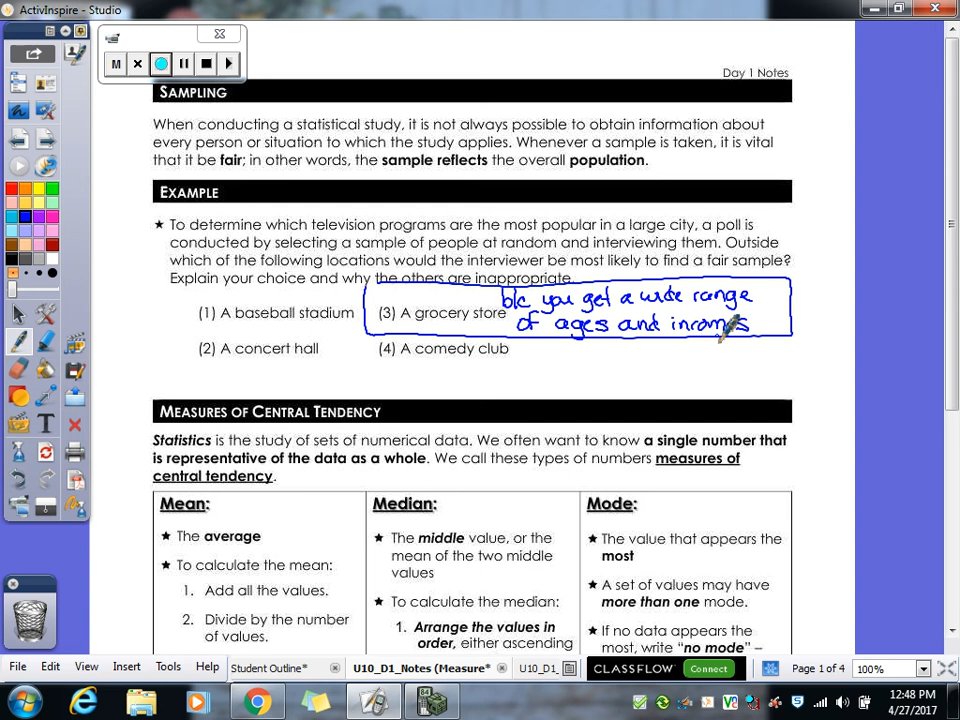 ActivInspire - Studio
M
Day 1 Notes
SAMPLING
When conducting a statistical study, it is not always possible to obtain information about
every person or situation to which the study applies. Whenever a sample is taken, it is vital
that it be fair; in other words, the sample reflects the overall population.
EXAMPLE
★ To determine which television programs are the most popular in a large city, a poll is
conducted by selecting a sample of people at random and interviewing them. Outside
which of the following locations would the interviewer be most likely to find a fair sample?
Explain your choice and why the others are inappropriate.
(1) A baseball stadium (3) A grocery store
b/c you get a wide range
of ages and incomes
(2) A concert hall (4) A comedy club
MEASURES OF CENTRAL TENDENCY
Statistics is the study of sets of numerical data. We often want to know a single number that
is representative of the data as a whole. We call these types of numbers measures of
central tendency.
Mean:
★ The average
★ To calculate the mean:
1. Add all the values.
2. Divide by the number
of values.
Median:
★ The middle value, or the
mean of the two middle
values
★ To calculate the median:
1. Arrange the values in
order, either ascending
Mode:
★ The value that appears the
most
★ A set of values may have
more than one mode.
★ If no data appears the
most, write "no mode" –
File Edit View Insert Tools Help
Student Outline* U10_D1_Notes (Measure* U10_D1_
CLASSFLOW Connect
Page 1 of 4 100%
12:48 PM
4/27/2017